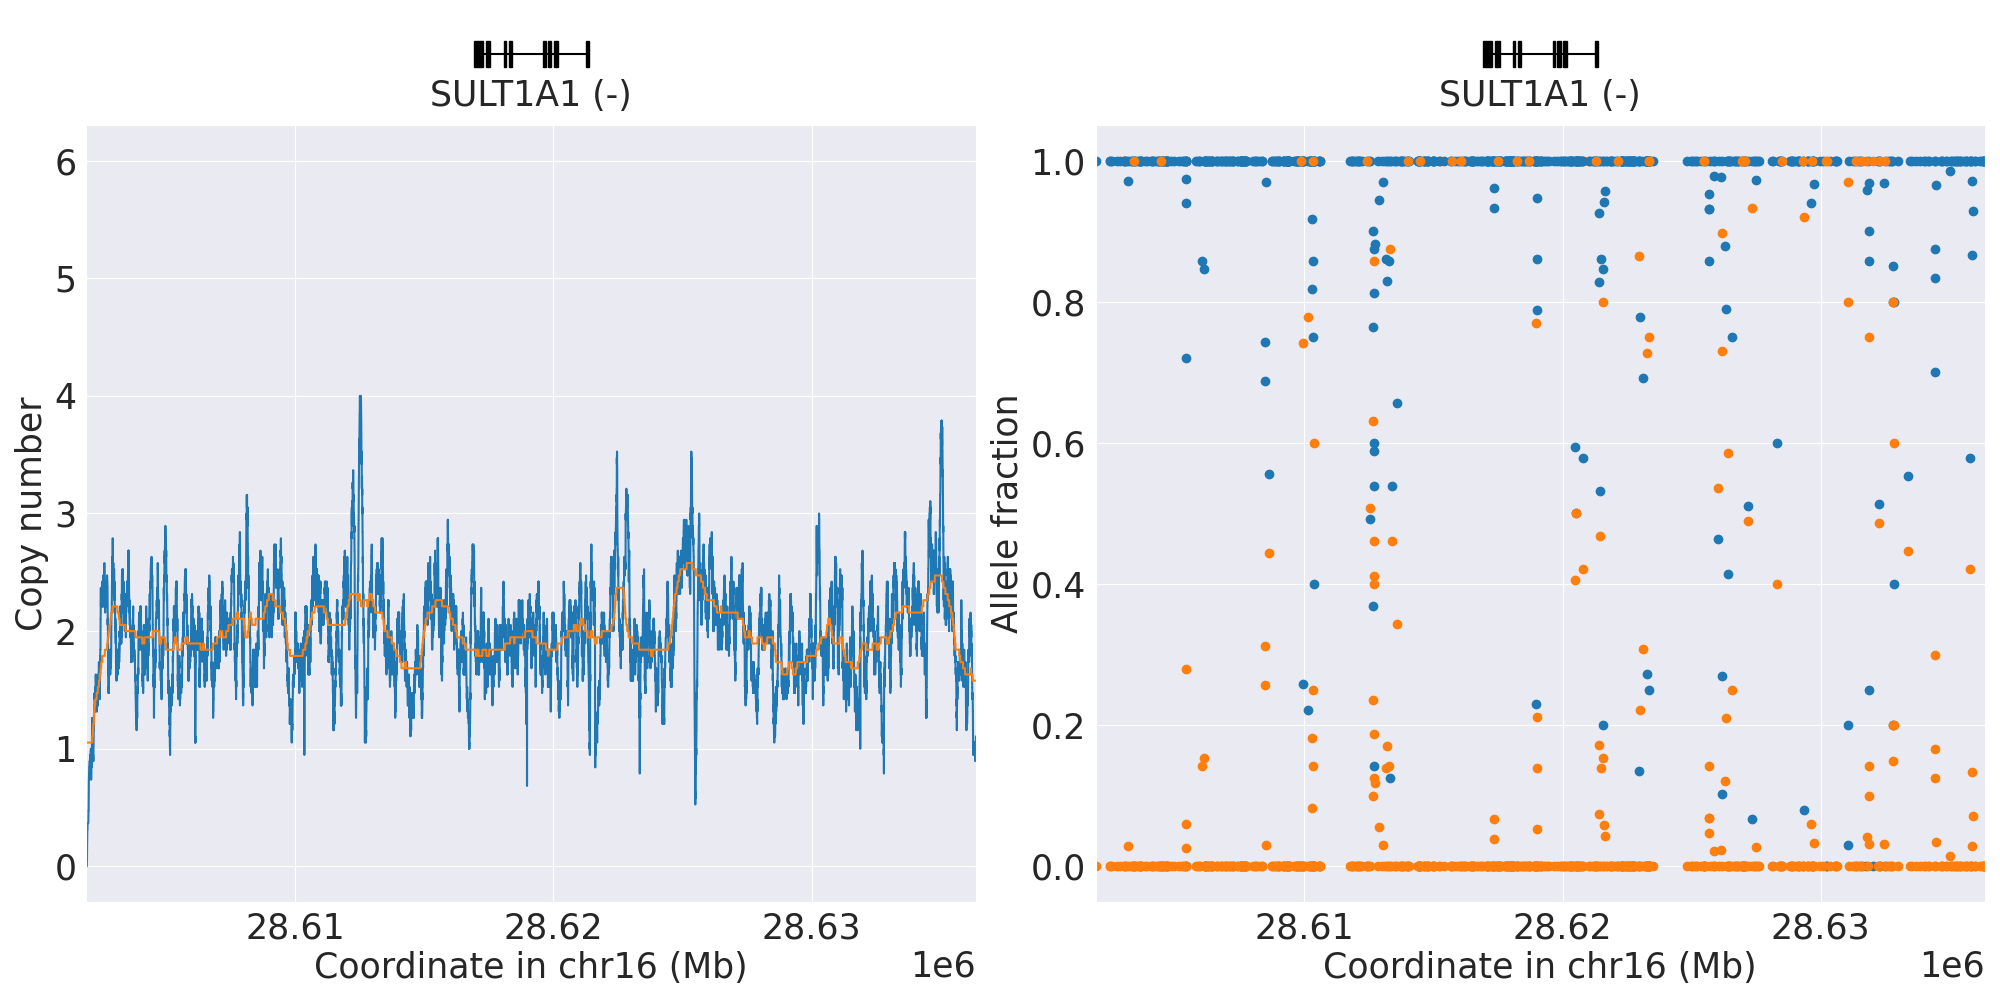 SULT1A1 (-)
6
5
4
3
2
1
0
Copy number
28.61
28.62
28.63
Coordinate in chr16 (Mb)
1e6
SULT1A1 (-)
1.0
0.8
0.6
0.4
0.2
0.0
Allele fraction
28.61
28.62
28.63
Coordinate in chr16 (Mb)
1e6